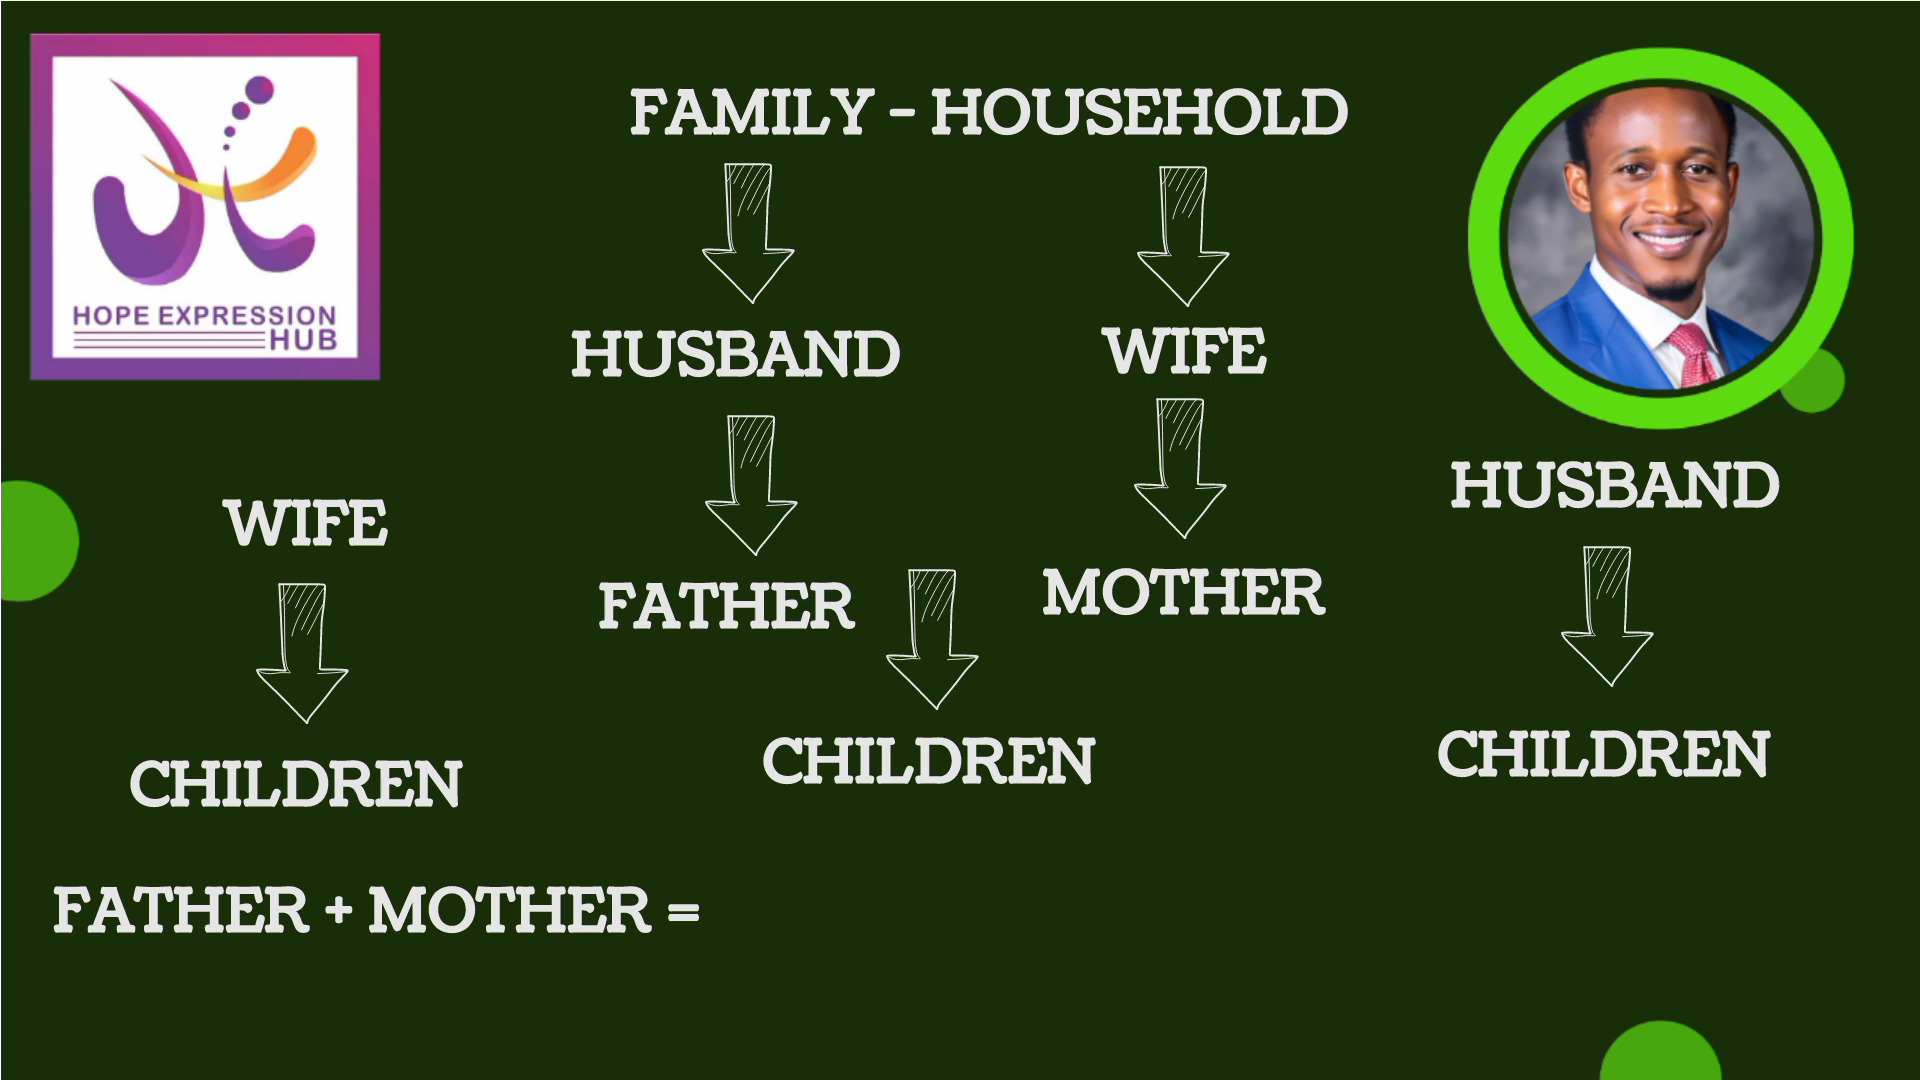 HOPE EXPRESSION
HUB
FAMILY - HOUSEHOLD
HUSBAND
WIFE
HUSBAND
WIFE
FATHER
MOTHER
CHILDREN
CHILDREN
CHILDREN
FATHER + MOTHER =